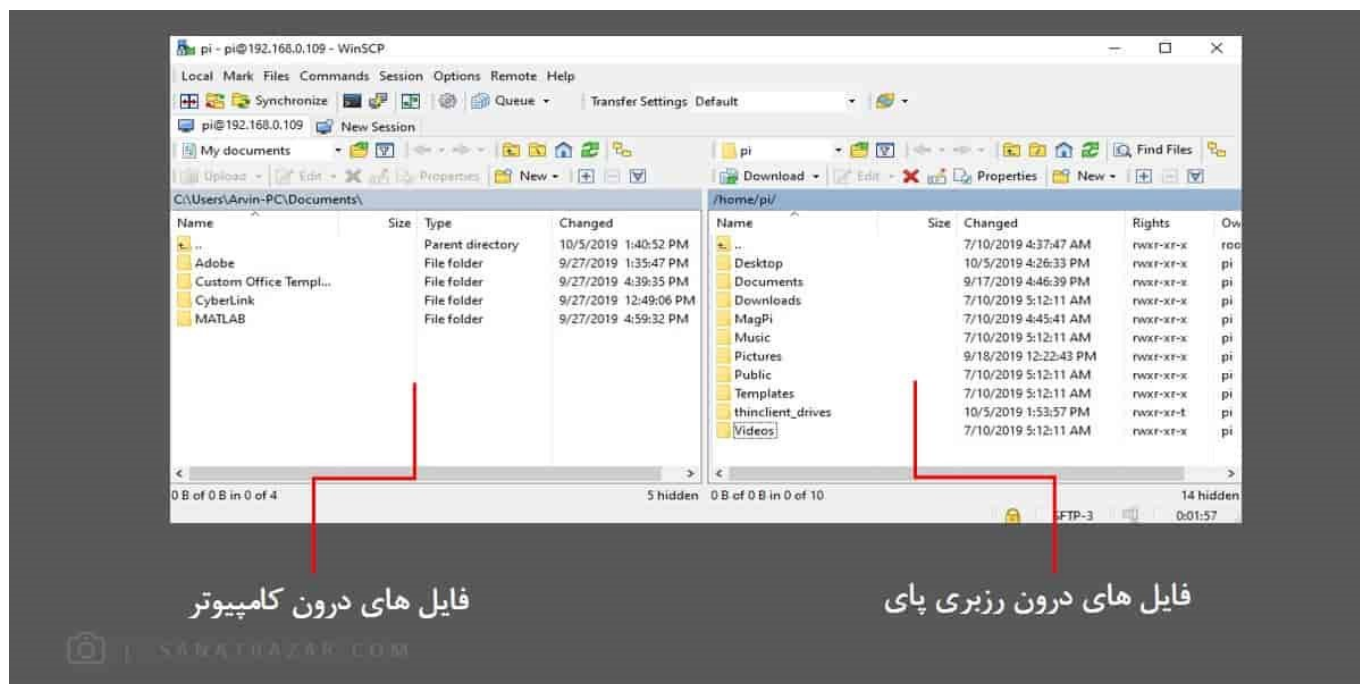 pi - pi@192.168.0.109 - WinSCP
Local Mark Files Commands Session Options Remote Help
Synchronize Queue Transfer Settings Default
pi@192.168.0.109 New Session
My documents pi Find Files
Upload Edit Properties New Download Edit Properties New
C:\Users\Arvin-PC\Documents\ /home/pi/
Name Size Type Changed Name Size Changed Rights Ow
.. Parent directory 10/5/2019 1:40:52 PM .. 7/10/2019 4:37:47 AM rwxr-xr-x roo
Adobe File folder 9/27/2019 1:35:47 PM Desktop 10/5/2019 4:26:33 PM rwxr-xr-x pi
Custom Office Templ... File folder 9/27/2019 4:39:35 PM Documents 9/17/2019 4:46:39 PM rwxr-xr-x pi
CyberLink File folder 9/27/2019 12:49:06 PM Downloads 7/10/2019 5:12:11 AM rwxr-xr-x pi
MATLAB File folder 9/27/2019 4:59:32 PM MagPi 7/10/2019 4:45:41 AM rwxr-xr-x pi
Music 7/10/2019 5:12:11 AM rwxr-xr-x pi
Pictures 9/18/2019 12:22:43 PM rwxr-xr-x pi
Public 7/10/2019 5:12:11 AM rwxr-xr-x pi
Templates 7/10/2019 5:12:11 AM rwxr-xr-x pi
thinclient_drives 10/5/2019 1:53:57 PM rwxr-xr-t pi
Videos 7/10/2019 5:12:11 AM rwxr-xr-x pi
0 B of 0 B in 0 of 4 5 hidden 0 B of 0 B in 0 of 10 14 hidden
SFTP-3 0:01:57
فایل های درون رزبری پای
فایل های درون کامپیوتر
SANATBAZAR.COM